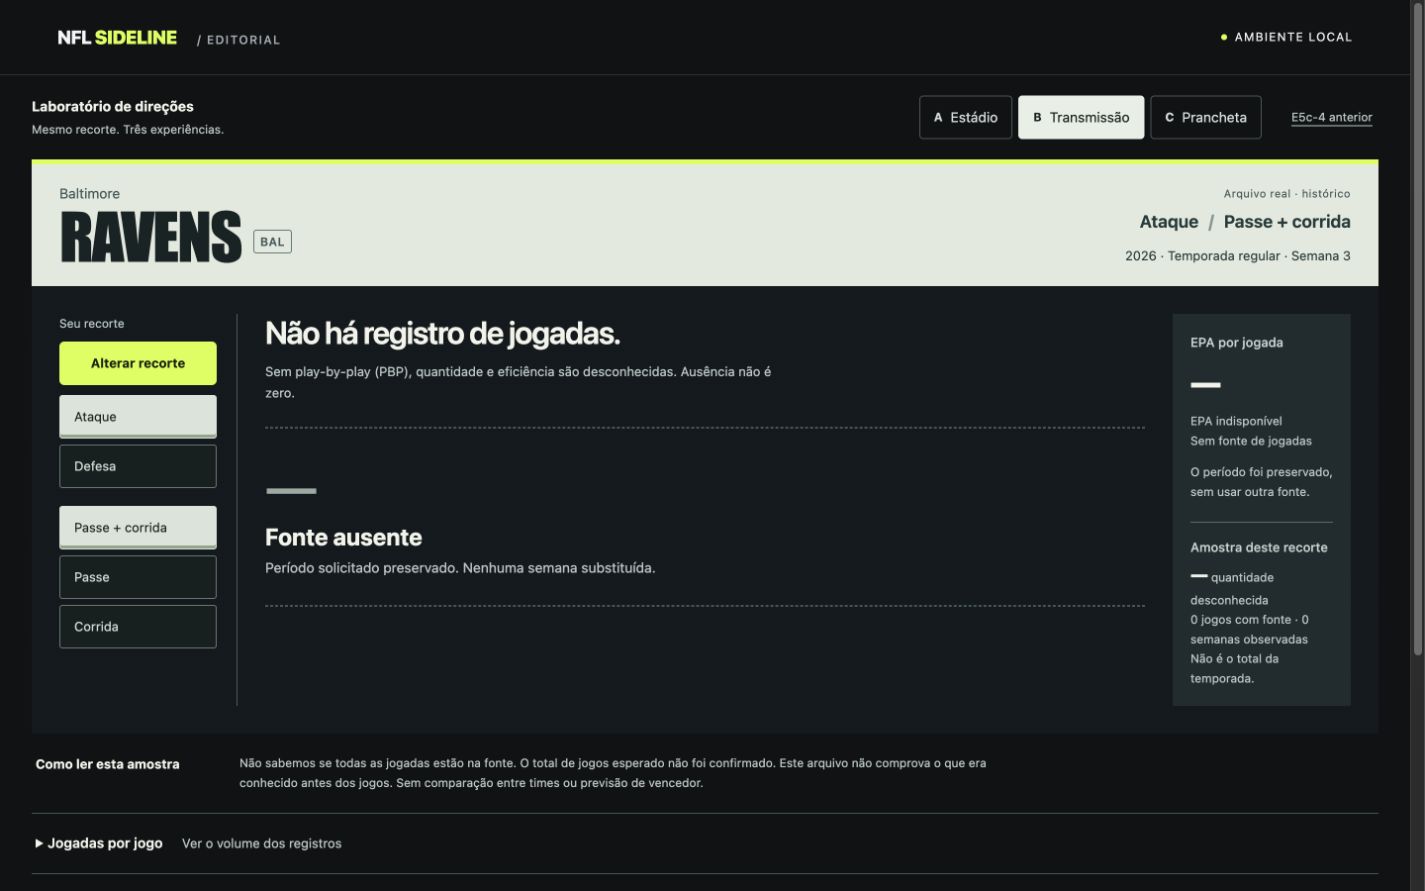 NFL SIDELINE / EDITORIAL
AMBIENTE LOCAL
Laboratório de direções
Mesmo recorte. Três experiências.
A Estádio
B Transmissão
C Prancheta
E5c-4 anterior
Baltimore
RAVENS BAL
Arquivo real · histórico
Ataque / Passe + corrida
2026 · Temporada regular · Semana 3
Seu recorte
Alterar recorte
Ataque
Defesa
Passe + corrida
Passe
Corrida
Não há registro de jogadas.
Sem play-by-play (PBP), quantidade e eficiência são desconhecidas. Ausência não é
zero.
—
Fonte ausente
Período solicitado preservado. Nenhuma semana substituída.
EPA por jogada
—
EPA indisponível
Sem fonte de jogadas
O período foi preservado,
sem usar outra fonte.
Amostra deste recorte
— quantidade
desconhecida
0 jogos com fonte · 0
semanas observadas
Não é o total da
temporada.
Como ler esta amostra
Não sabemos se todas as jogadas estão na fonte. O total de jogos esperado não foi confirmado. Este arquivo não comprova o que era
conhecido antes dos jogos. Sem comparação entre times ou previsão de vencedor.
Jogadas por jogo
Ver o volume dos registros